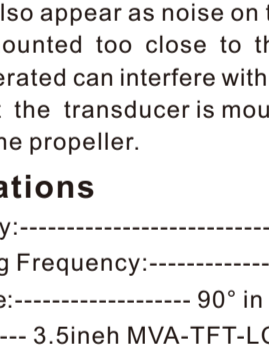 lso appear as noise on t
ounted too close to th
erated can interfere with
the transducer is mou
ne propeller.
ations
y:---------------------------
g Frequency:-------------
e:------------------- 90° in
--- 3.5ineh MVA-TFT-LC